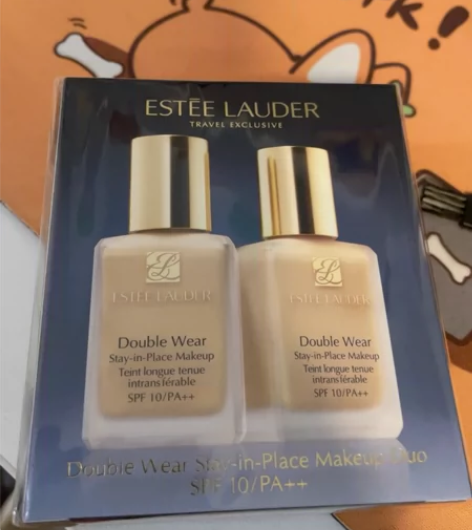 k!
ESTĒE LAUDER
TRAVEL EXCLUSIVE
ESTĒE LAUDER
Double Wear
Stay-in-Place Makeup
Teint longue tenue
intransférable
SPF 10/PA++
ESTĒE LAUDER
Double Wear
Stay-in-Place Makeup
Teint longue tenue
intransférable
SPF 10/PA++
Double Wear Stay-in-Place Makeup Duo
SPF 10/PA++